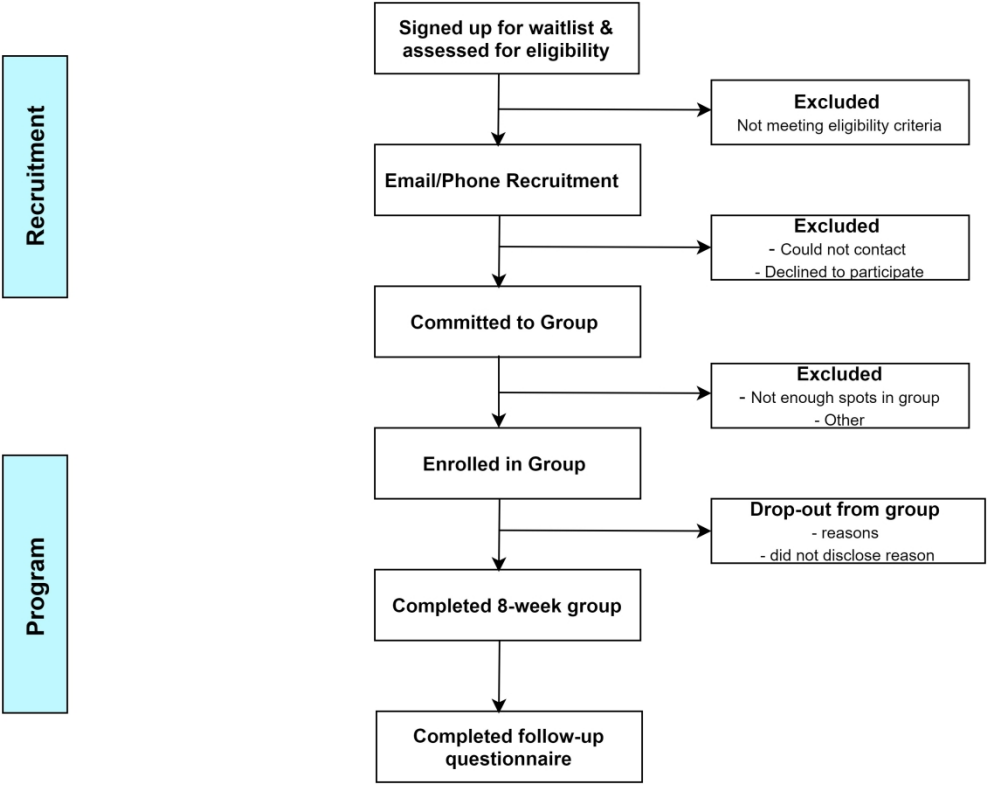 Signed up for waitlist &
assessed for eligibility
Excluded
Not meeting eligibility criteria
Recruitment
Email/Phone Recruitment
Excluded
- Could not contact
- Declined to participate
Committed to Group
Excluded
- Not enough spots in group
- Other
Enrolled in Group
Drop-out from group
- reasons
- did not disclose reason
Program
Completed 8-week group
Completed follow-up
questionnaire